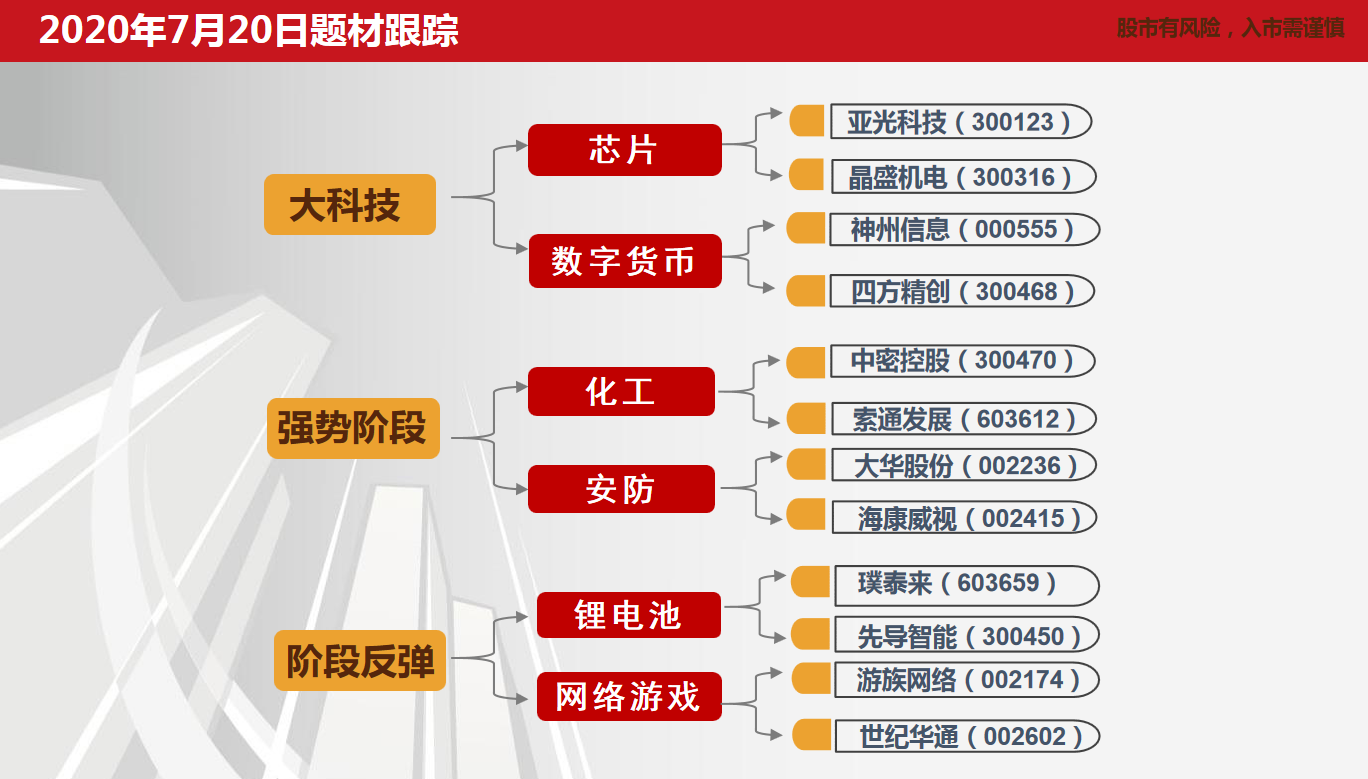 2020年7月20日题材跟踪
股市有风险，入市需谨慎
大科技
芯片
亚光科技（300123）
晶盛机电（300316）
数字货币
神州信息（000555）
四方精创（300468）
强势阶段
化工
中密控股（300470）
索通发展（603612）
安防
大华股份（002236）
海康威视（002415）
阶段反弹
锂电池
璞泰来（603659）
先导智能（300450）
网络游戏
游族网络（002174）
世纪华通（002602）